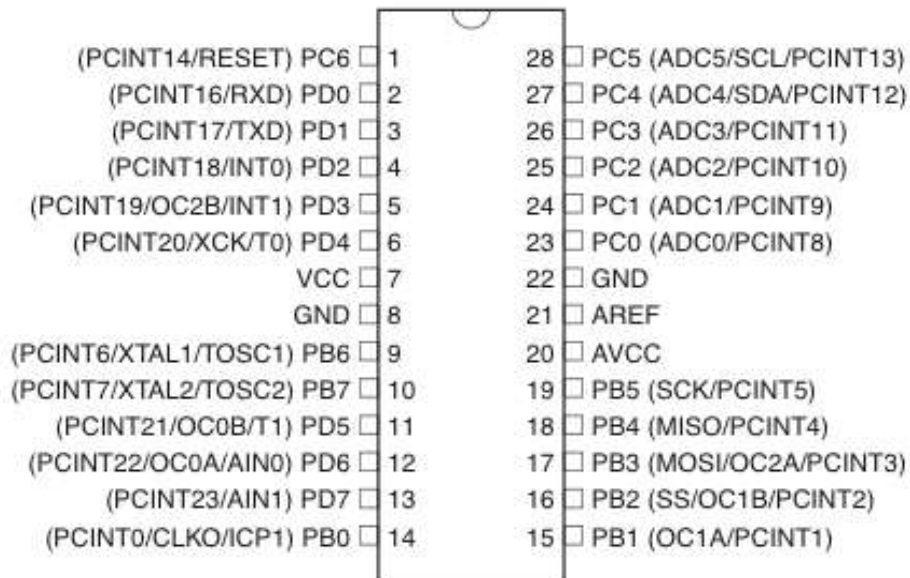 (PCINT14/RESET) PC6 1 28 PC5 (ADC5/SCL/PCINT13)
(PCINT16/RXD) PD0 2 27 PC4 (ADC4/SDA/PCINT12)
(PCINT17/TXD) PD1 3 26 PC3 (ADC3/PCINT11)
(PCINT18/INT0) PD2 4 25 PC2 (ADC2/PCINT10)
(PCINT19/OC2B/INT1) PD3 5 24 PC1 (ADC1/PCINT9)
(PCINT20/XCK/T0) PD4 6 23 PC0 (ADC0/PCINT8)
VCC 7 22 GND
GND 8 21 AREF
(PCINT6/XTAL1/TOSC1) PB6 9 20 AVCC
(PCINT7/XTAL2/TOSC2) PB7 10 19 PB5 (SCK/PCINT5)
(PCINT21/OC0B/T1) PD5 11 18 PB4 (MISO/PCINT4)
(PCINT22/OC0A/AIN0) PD6 12 17 PB3 (MOSI/OC2A/PCINT3)
(PCINT23/AIN1) PD7 13 16 PB2 (SS/OC1B/PCINT2)
(PCINT0/CLKO/ICP1) PB0 14 15 PB1 (OC1A/PCINT1)